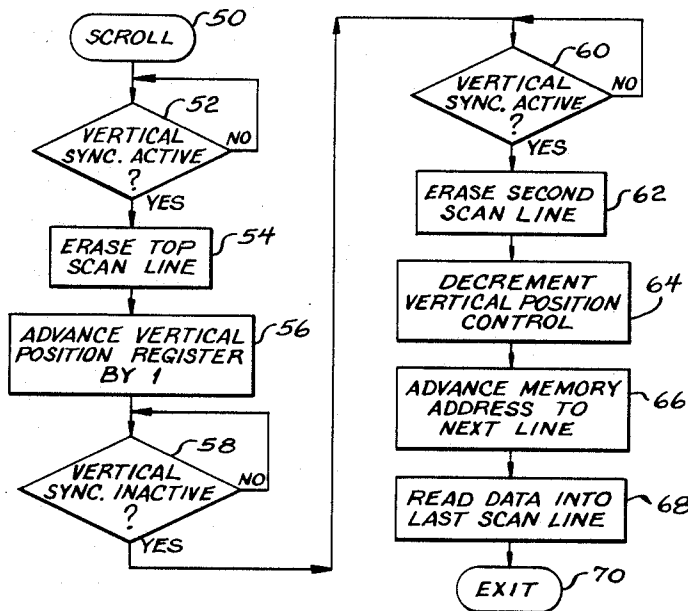 SCROLL
50
52
VERTICAL
SYNC. ACTIVE
?
NO
YES
ERASE TOP
SCAN LINE
54
ADVANCE VERTICAL
POSITION REGISTER
BY 1
56
58
VERTICAL
SYNC. INACTIVE
?
NO
YES
60
VERTICAL
SYNC. ACTIVE
?
NO
YES
ERASE SECOND
SCAN LINE
62
DECREMENT
VERTICAL POSITION
CONTROL
64
ADVANCE MEMORY
ADDRESS TO
NEXT LINE
66
READ DATA INTO
LAST SCAN LINE
68
EXIT
70